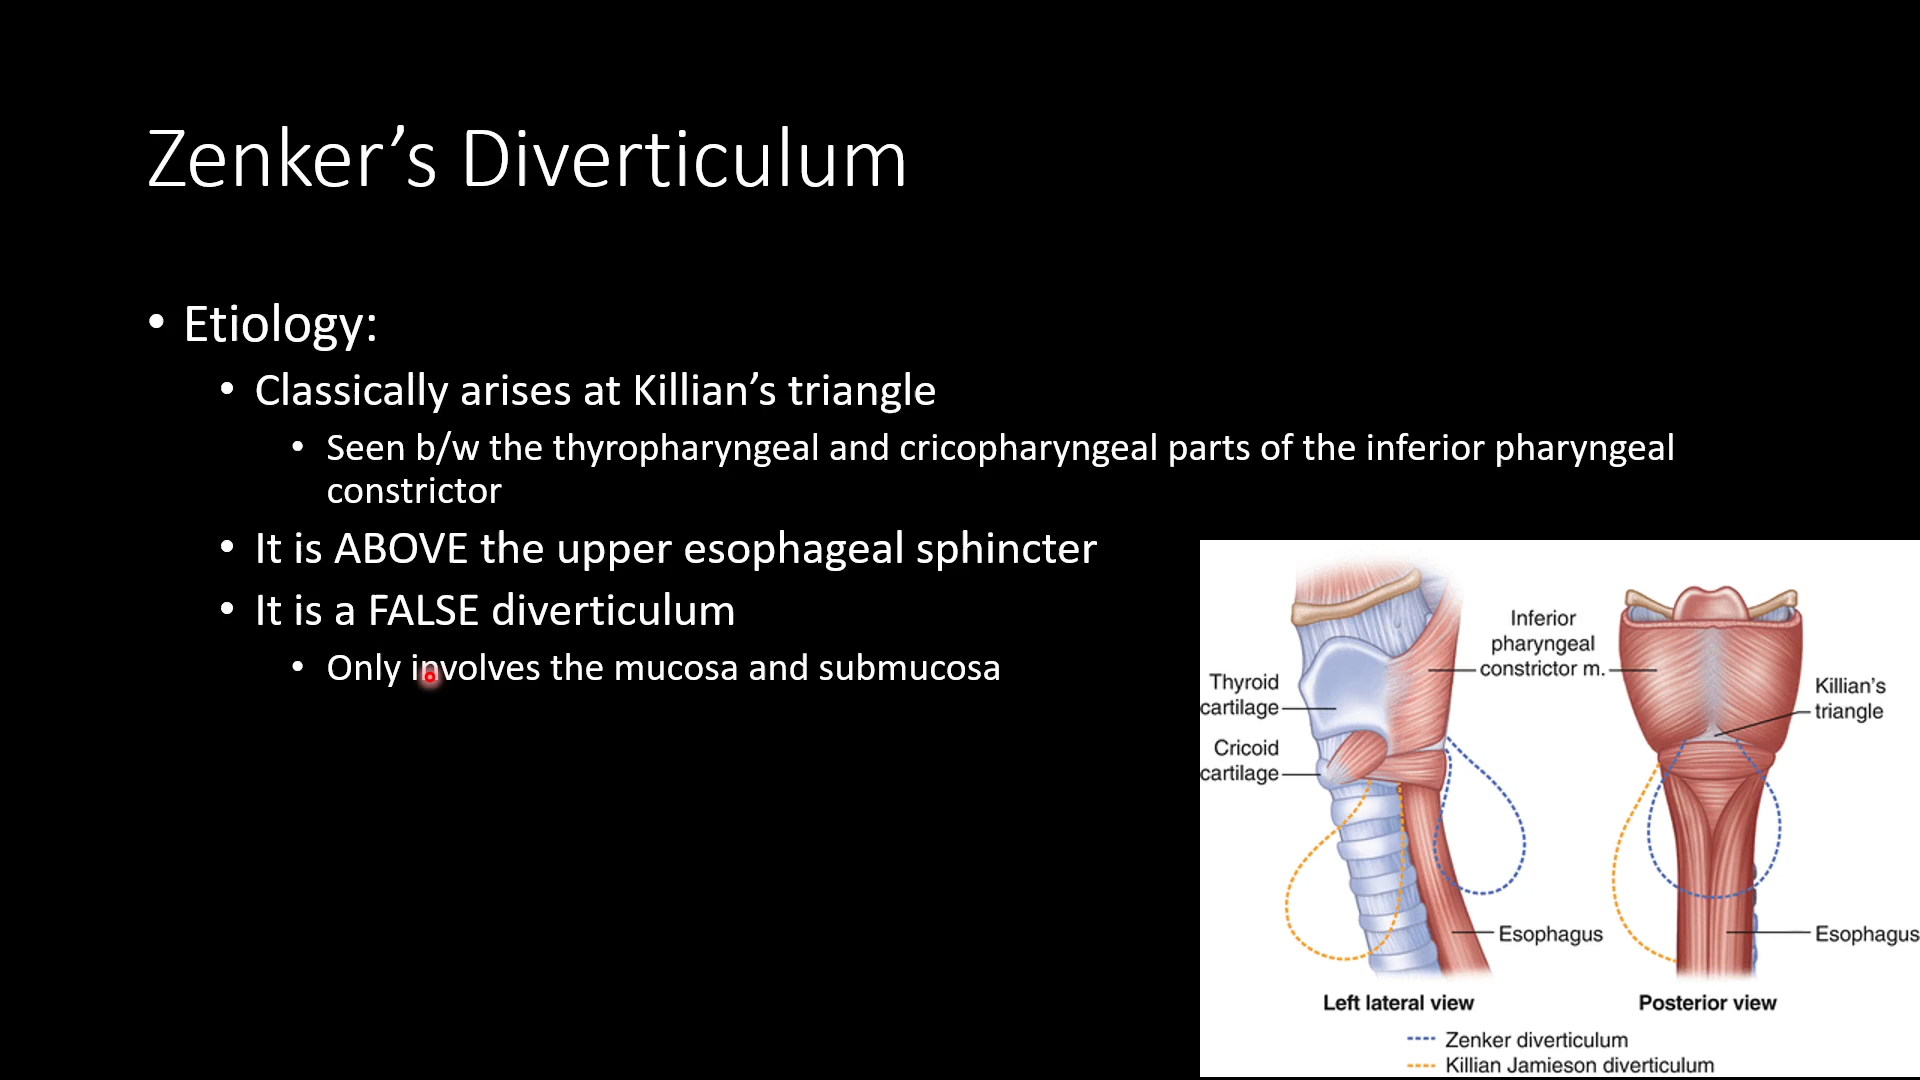 Zenker’s Diverticulum
• Etiology:
• Classically arises at Killian’s triangle
• Seen b/w the thyropharyngeal and cricopharyngeal parts of the inferior pharyngeal
constrictor
• It is ABOVE the upper esophageal sphincter
• It is a FALSE diverticulum
• Only involves the mucosa and submucosa
Inferior
pharyngeal
constrictor m.
Thyroid
cartilage
Cricoid
cartilage
Killian’s
triangle
Esophagus
Esophagus
Left lateral view
Posterior view
Zenker diverticulum
Killian Jamieson diverticulum